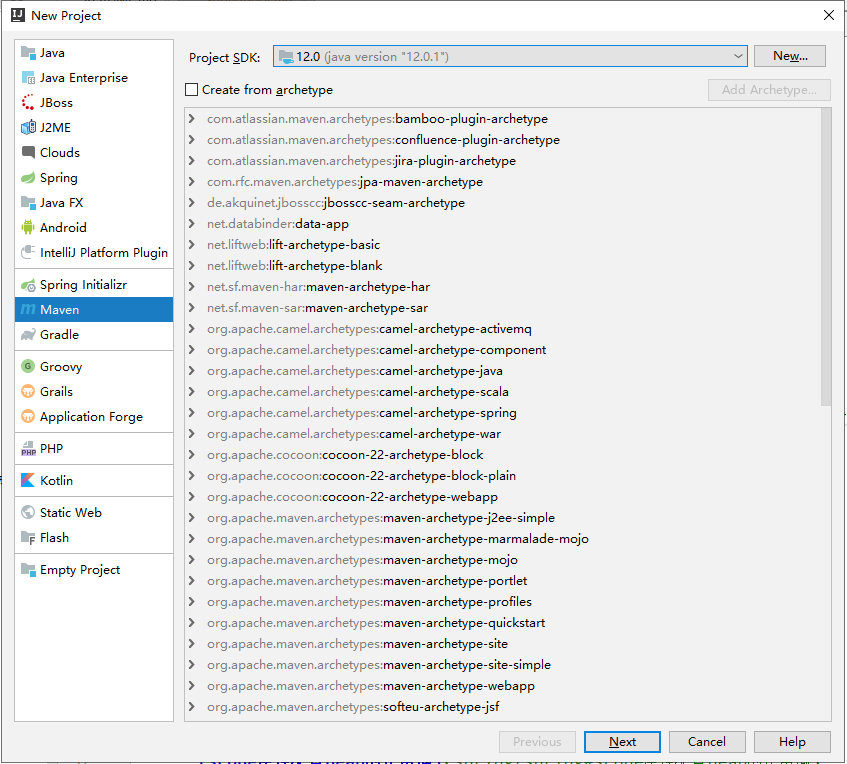 New Project
Java
Java Enterprise
JBoss
J2ME
Clouds
Spring
Java FX
Android
IntelliJ Platform Plugin
Spring Initializr
Maven
Gradle
Groovy
Grails
Application Forge
PHP
Kotlin
Static Web
Flash
Empty Project
Project SDK: 12.0 (java version "12.0.1") New...
Create from archetype Add Archetype...
com.atlassian.maven.archetypes:bamboo-plugin-archetype
com.atlassian.maven.archetypes:confluence-plugin-archetype
com.atlassian.maven.archetypes:jira-plugin-archetype
com.rfc.maven.archetypes:jpa-maven-archetype
de.akquinet.jbosscc:jbosscc-seam-archetype
net.databinder:data-app
net.liftweb:lift-archetype-basic
net.liftweb:lift-archetype-blank
net.sf.maven-har:maven-archetype-har
net.sf.maven-sar:maven-archetype-sar
org.apache.camel.archetypes:camel-archetype-activemq
org.apache.camel.archetypes:camel-archetype-component
org.apache.camel.archetypes:camel-archetype-java
org.apache.camel.archetypes:camel-archetype-scala
org.apache.camel.archetypes:camel-archetype-spring
org.apache.camel.archetypes:camel-archetype-war
org.apache.cocoon:cocoon-22-archetype-block
org.apache.cocoon:cocoon-22-archetype-block-plain
org.apache.cocoon:cocoon-22-archetype-webapp
org.apache.maven.archetypes:maven-archetype-j2ee-simple
org.apache.maven.archetypes:maven-archetype-marmalade-mojo
org.apache.maven.archetypes:maven-archetype-mojo
org.apache.maven.archetypes:maven-archetype-portlet
org.apache.maven.archetypes:maven-archetype-profiles
org.apache.maven.archetypes:maven-archetype-quickstart
org.apache.maven.archetypes:maven-archetype-site
org.apache.maven.archetypes:maven-archetype-site-simple
org.apache.maven.archetypes:maven-archetype-webapp
org.apache.maven.archetypes:softeu-archetype-jsf
Previous Next Cancel Help